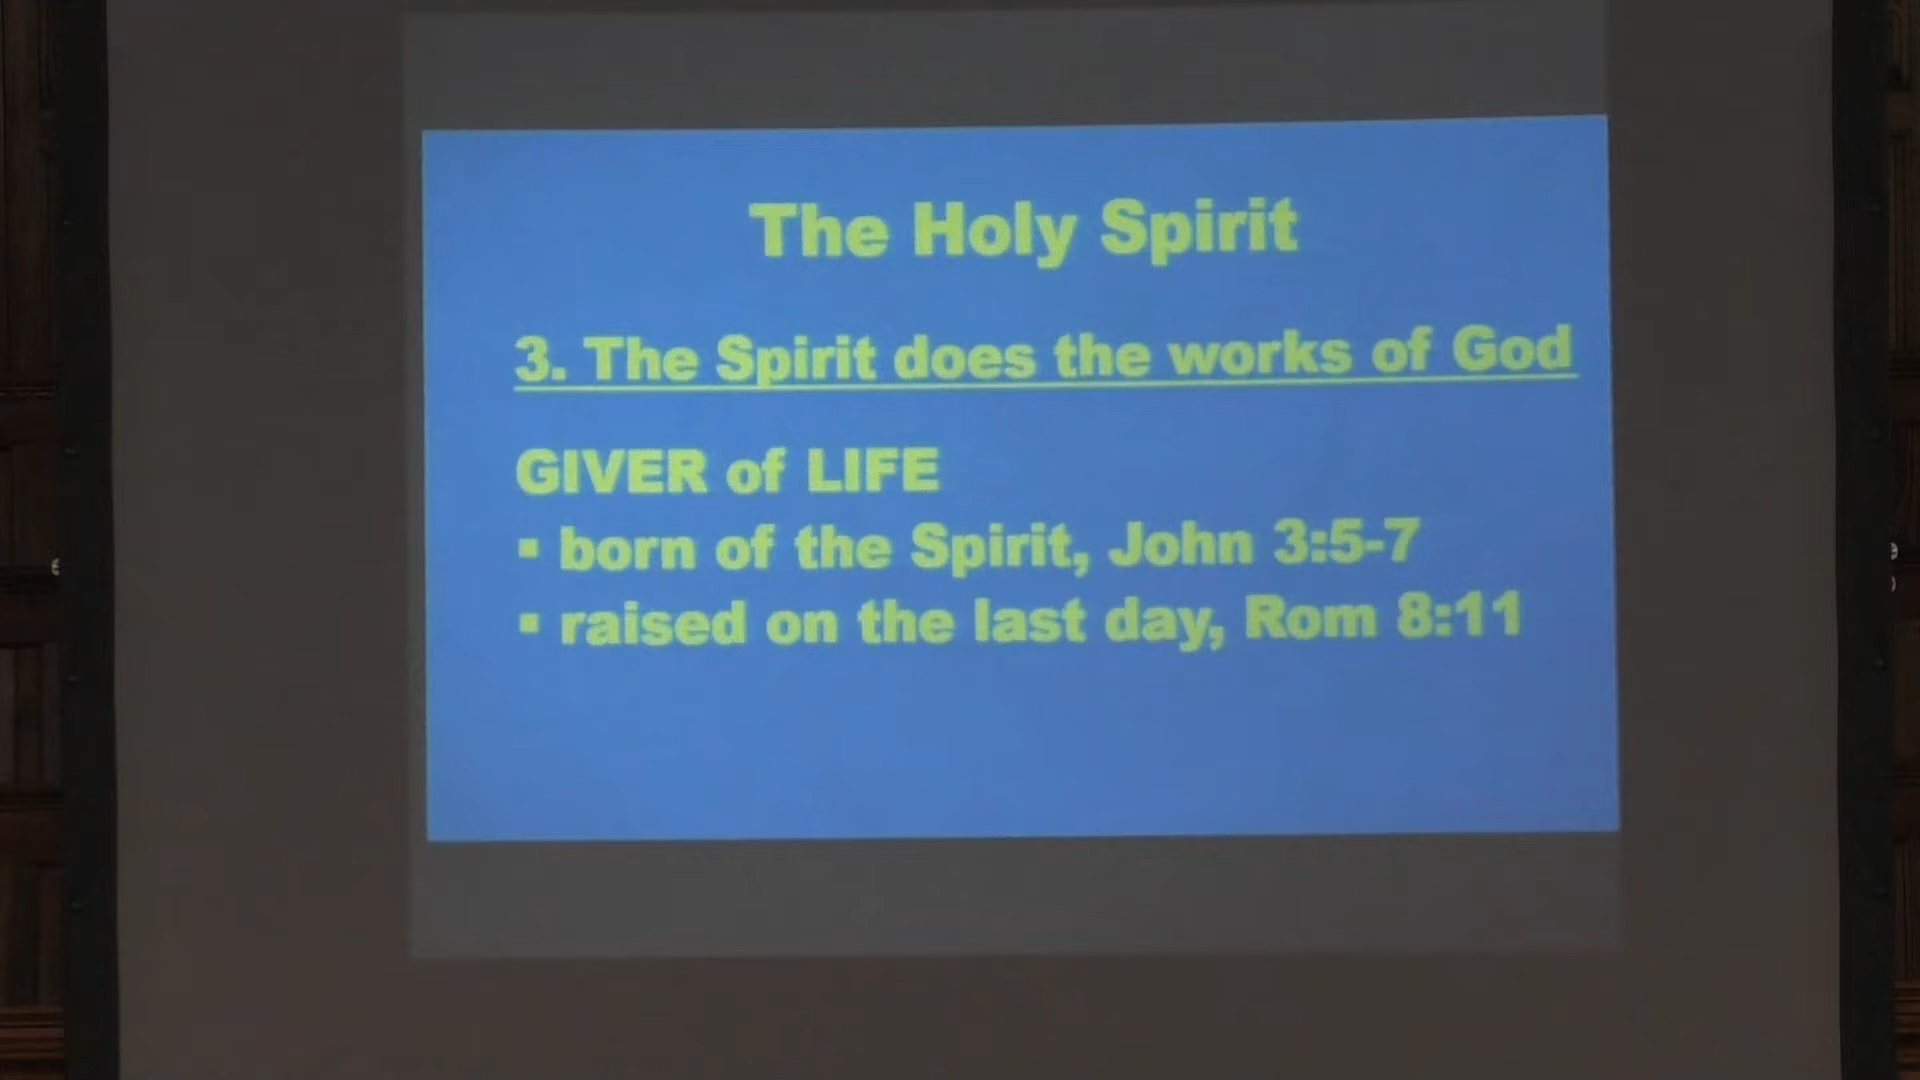 The Holy Spirit
3. The Spirit does the works of God
GIVER of LIFE
▪ born of the Spirit, John 3:5-7
▪ raised on the last day, Rom 8:11